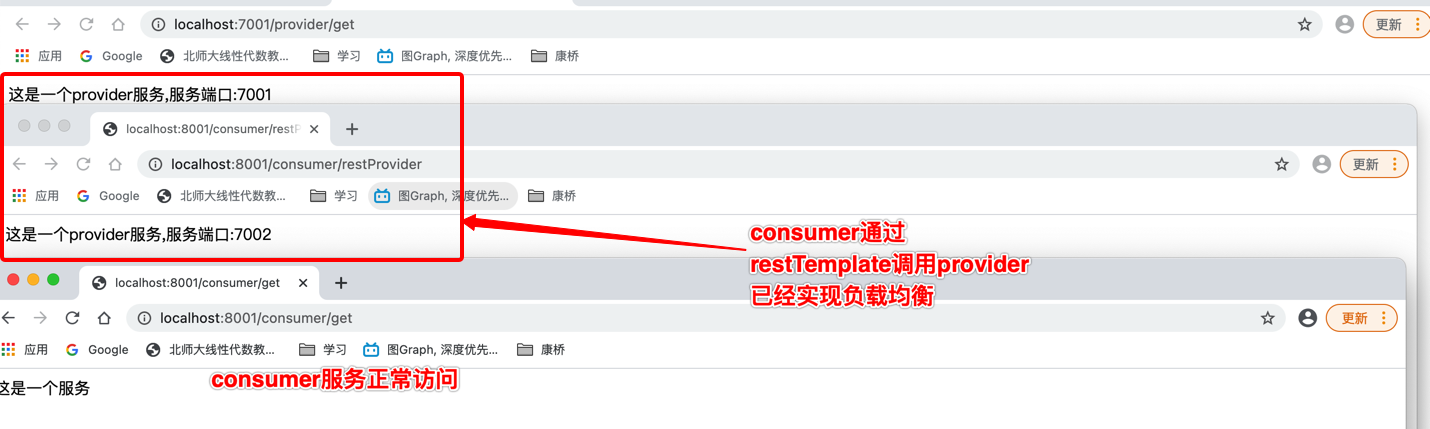 localhost:7001/provider/get
更新
应用 Google 北师大线性代数教... 学习 图Graph, 深度优先... 康桥
这是一个provider服务,服务端口:7001
localhost:8001/consumer/restP
localhost:8001/consumer/restProvider
更新
应用 Google 北师大线性代数教... 学习 图Graph, 深度优先... 康桥
这是一个provider服务,服务端口:7002
consumer通过
restTemplate调用provider
已经实现负载均衡
localhost:8001/consumer/get
localhost:8001/consumer/get
更新
应用 Google 北师大线性代数教... 学习 图Graph, 深度优先... 康桥
consumer服务正常访问
这是一个服务